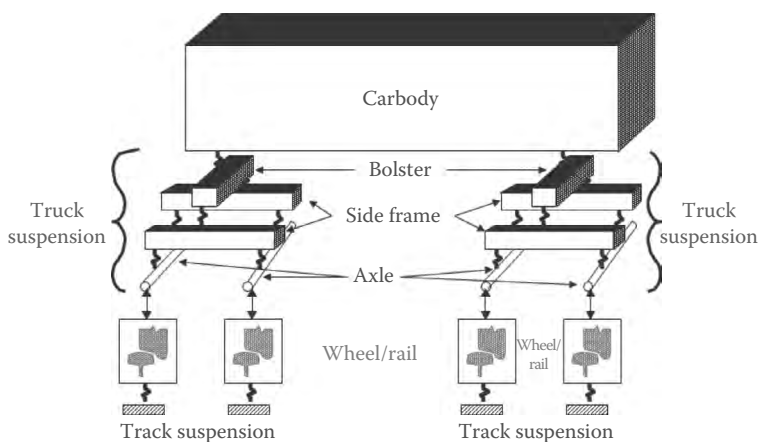 Carbody
Bolster
Truck
suspension
Side frame
Truck
suspension
Axle
Wheel/rail
Wheel/
rail
Track suspension
Track suspension